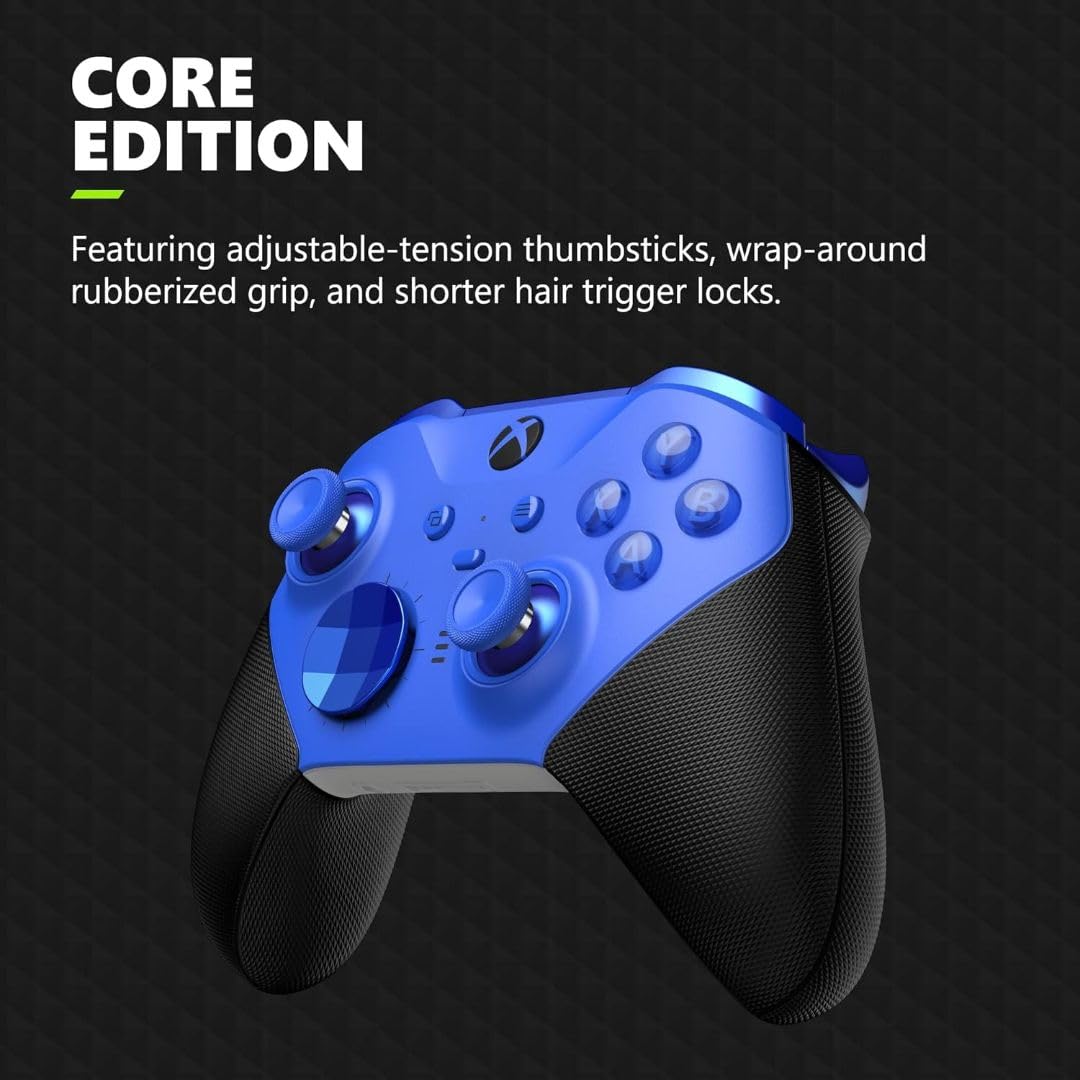 CORE
EDITION
Featuring adjustable-tension thumbsticks, wrap-around
rubberized grip, and shorter hair trigger locks.
Y
X
B
A